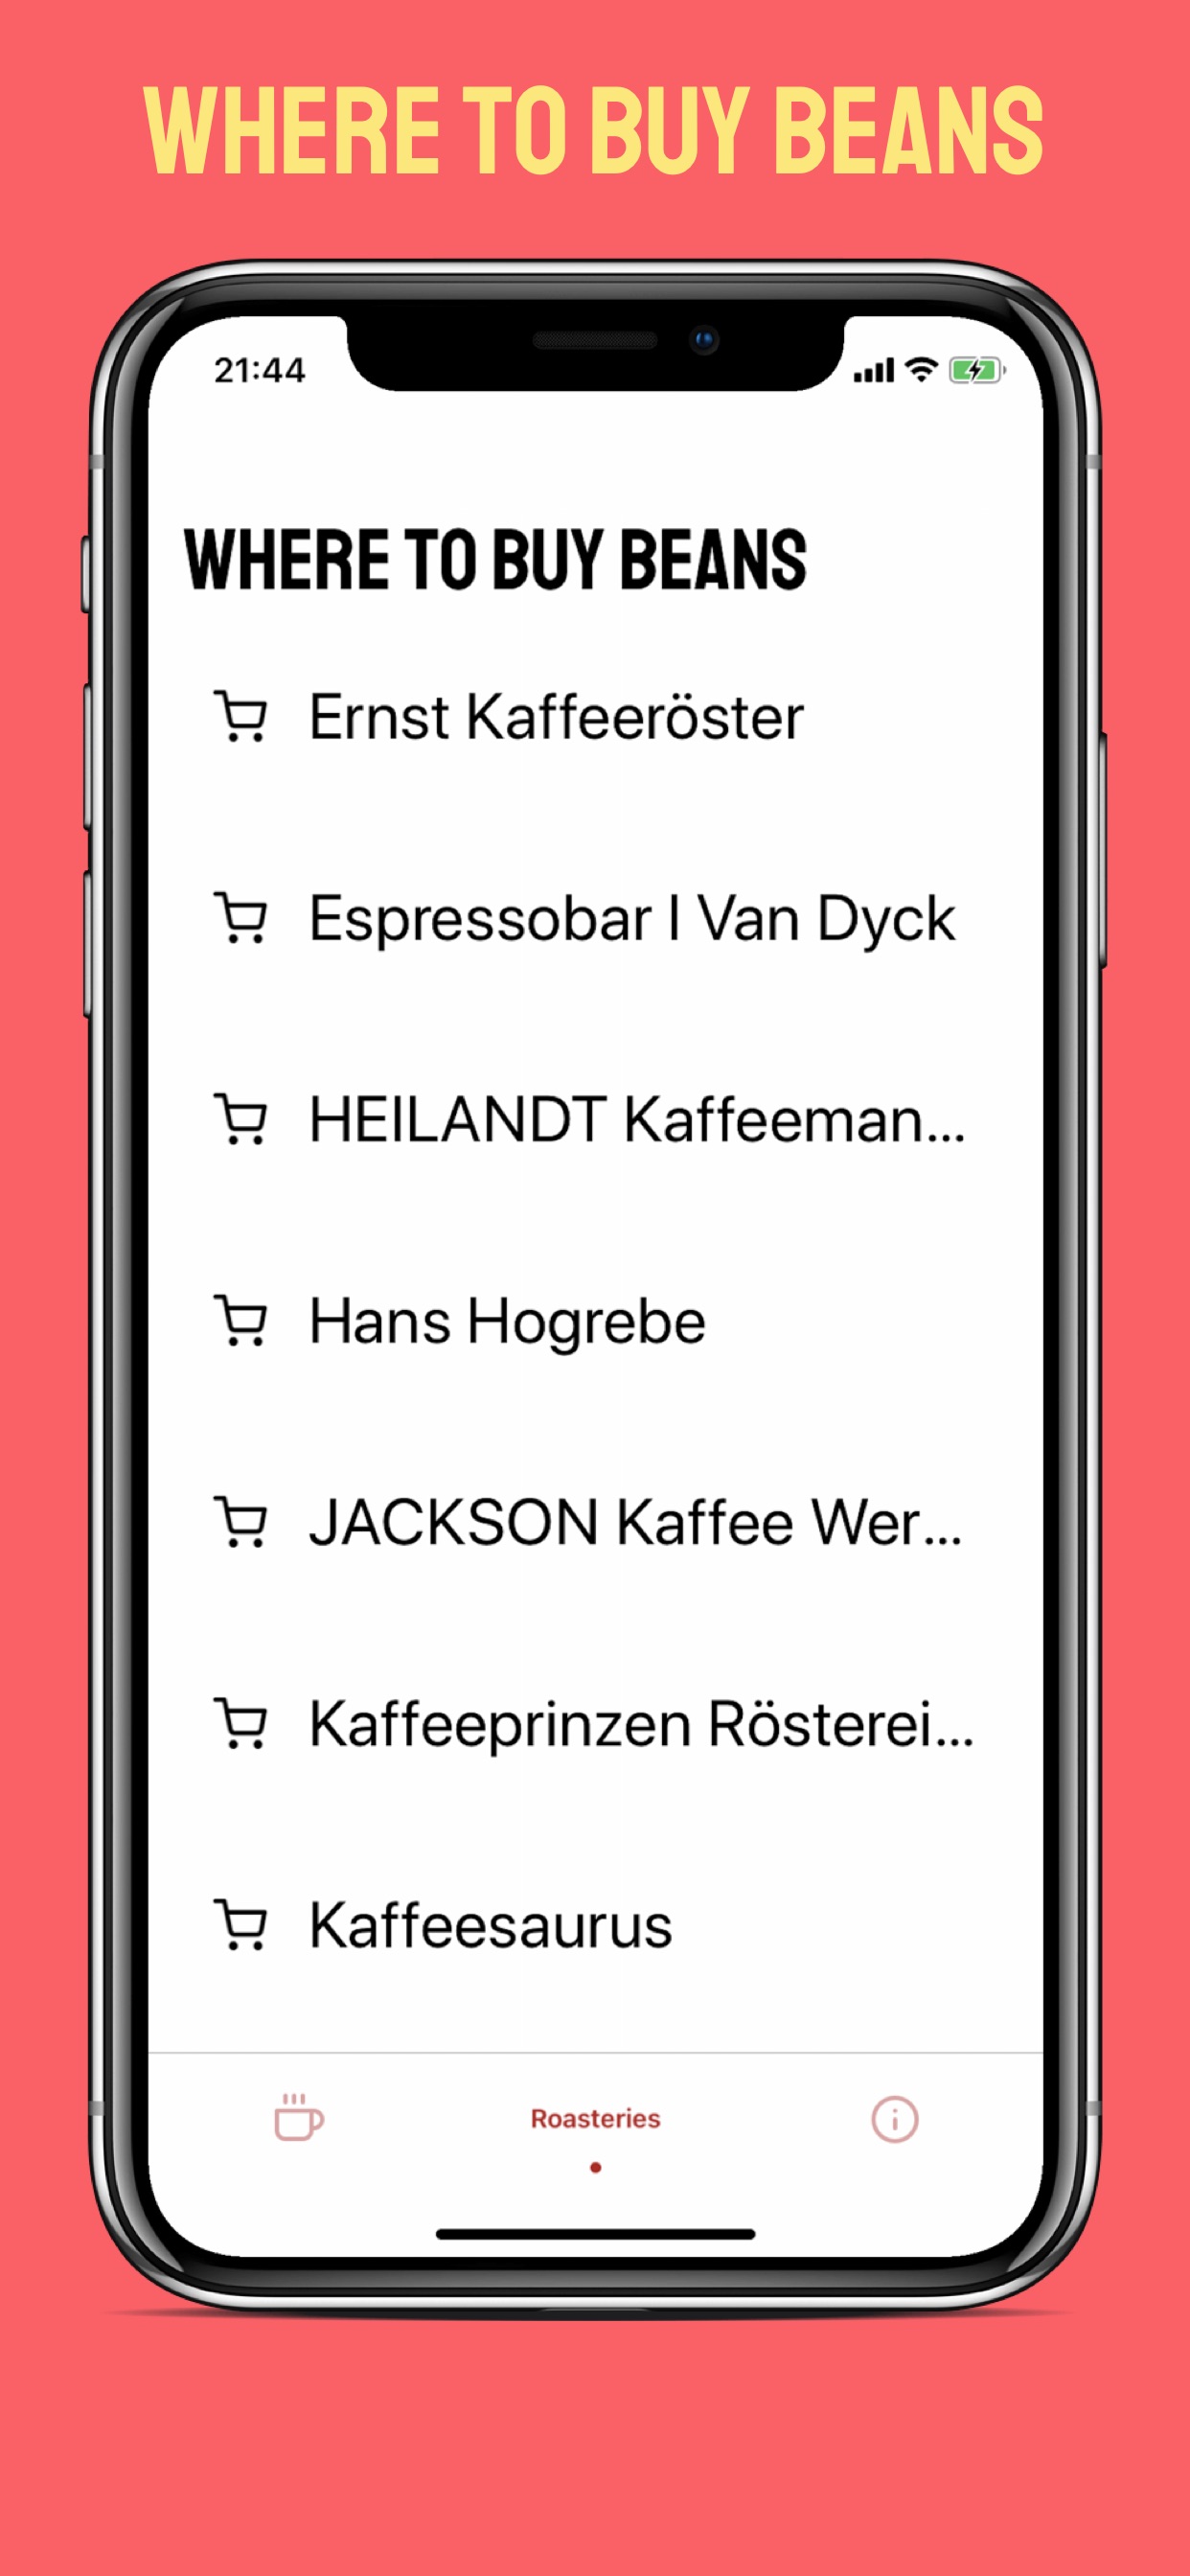 WHERE TO BUY BEANS
21:44
WHERE TO BUY BEANS
Ernst Kaffeeröster
Espressobar I Van Dyck
HEILANDT Kaffeeman...
Hans Hogrebe
JACKSON Kaffee Wer...
Kaffeeprinzen Rösterei...
Kaffeesaurus
Roasteries